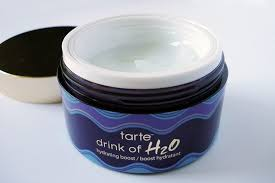 tarte
drink of H2O
hydrating boost / boost hydratant